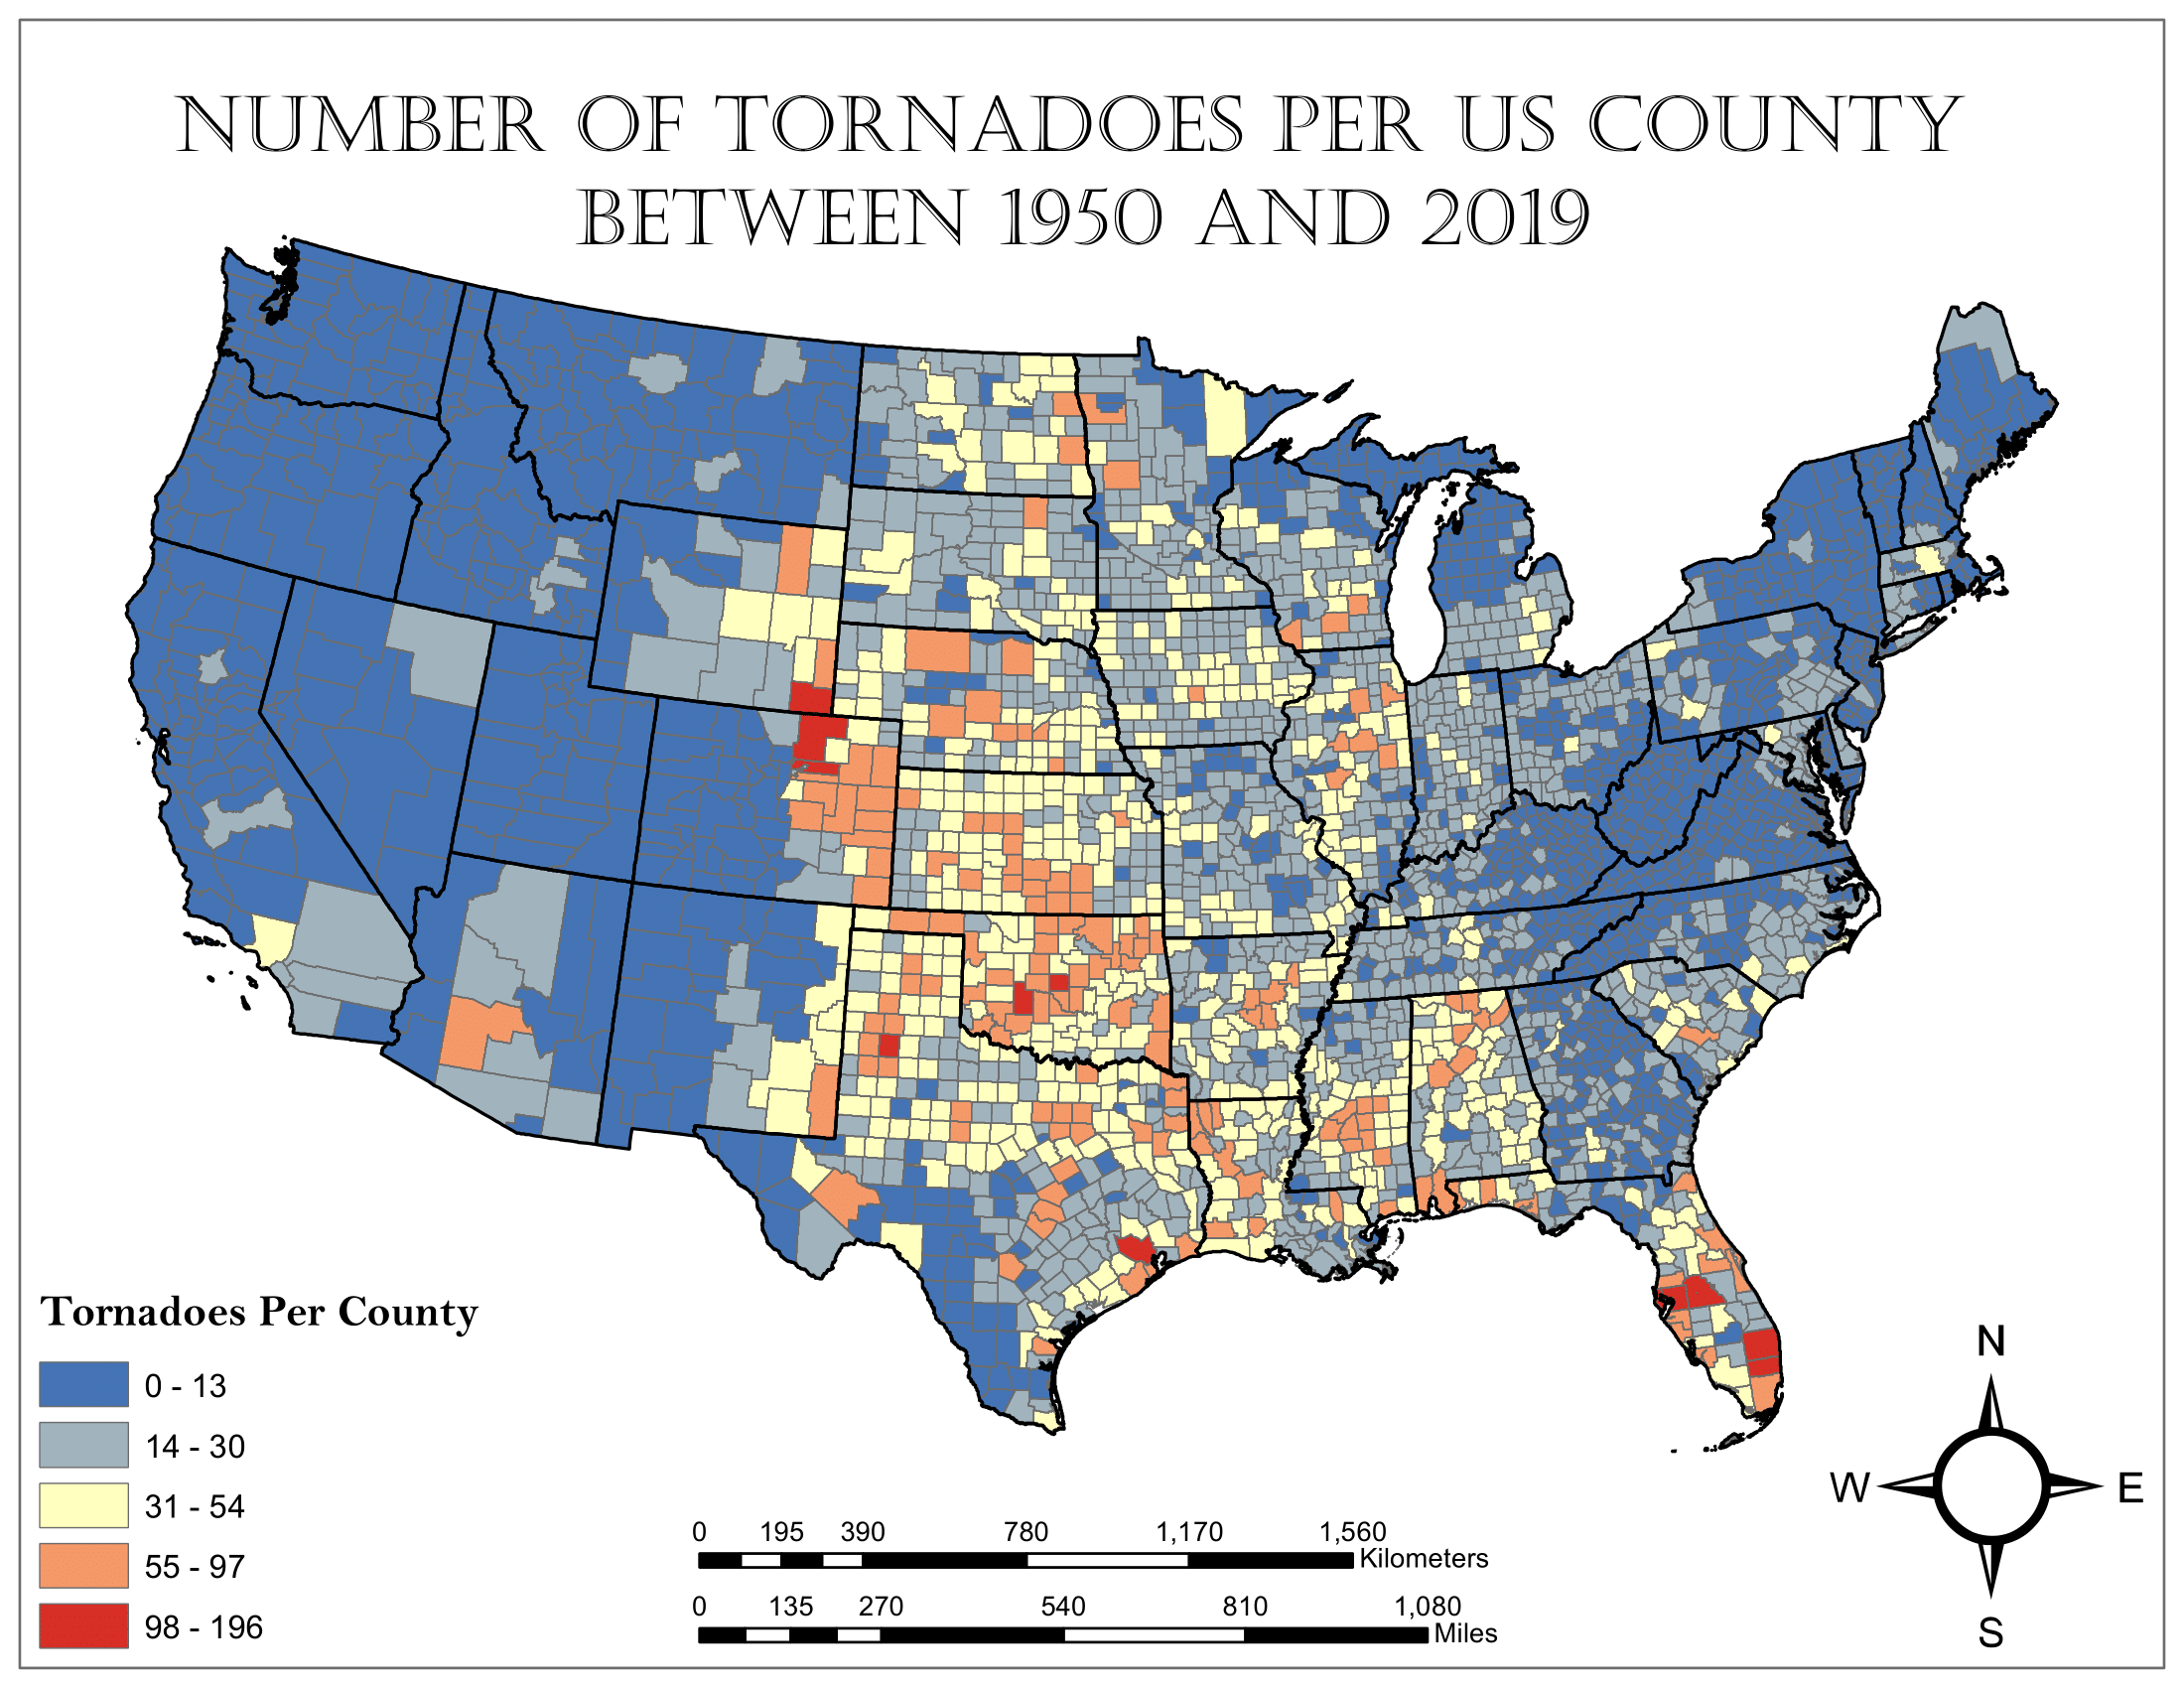 NUMBER OF TORNADOES PER US COUNTY
BETWEEN 1950 AND 2019
Tornadoes Per County
0 - 13
14 - 30
31 - 54
55 - 97
98 - 196
0 195 390 780 1,170 1,560
Kilometers
0 135 270 540 810 1,080
Miles
N
W E
S